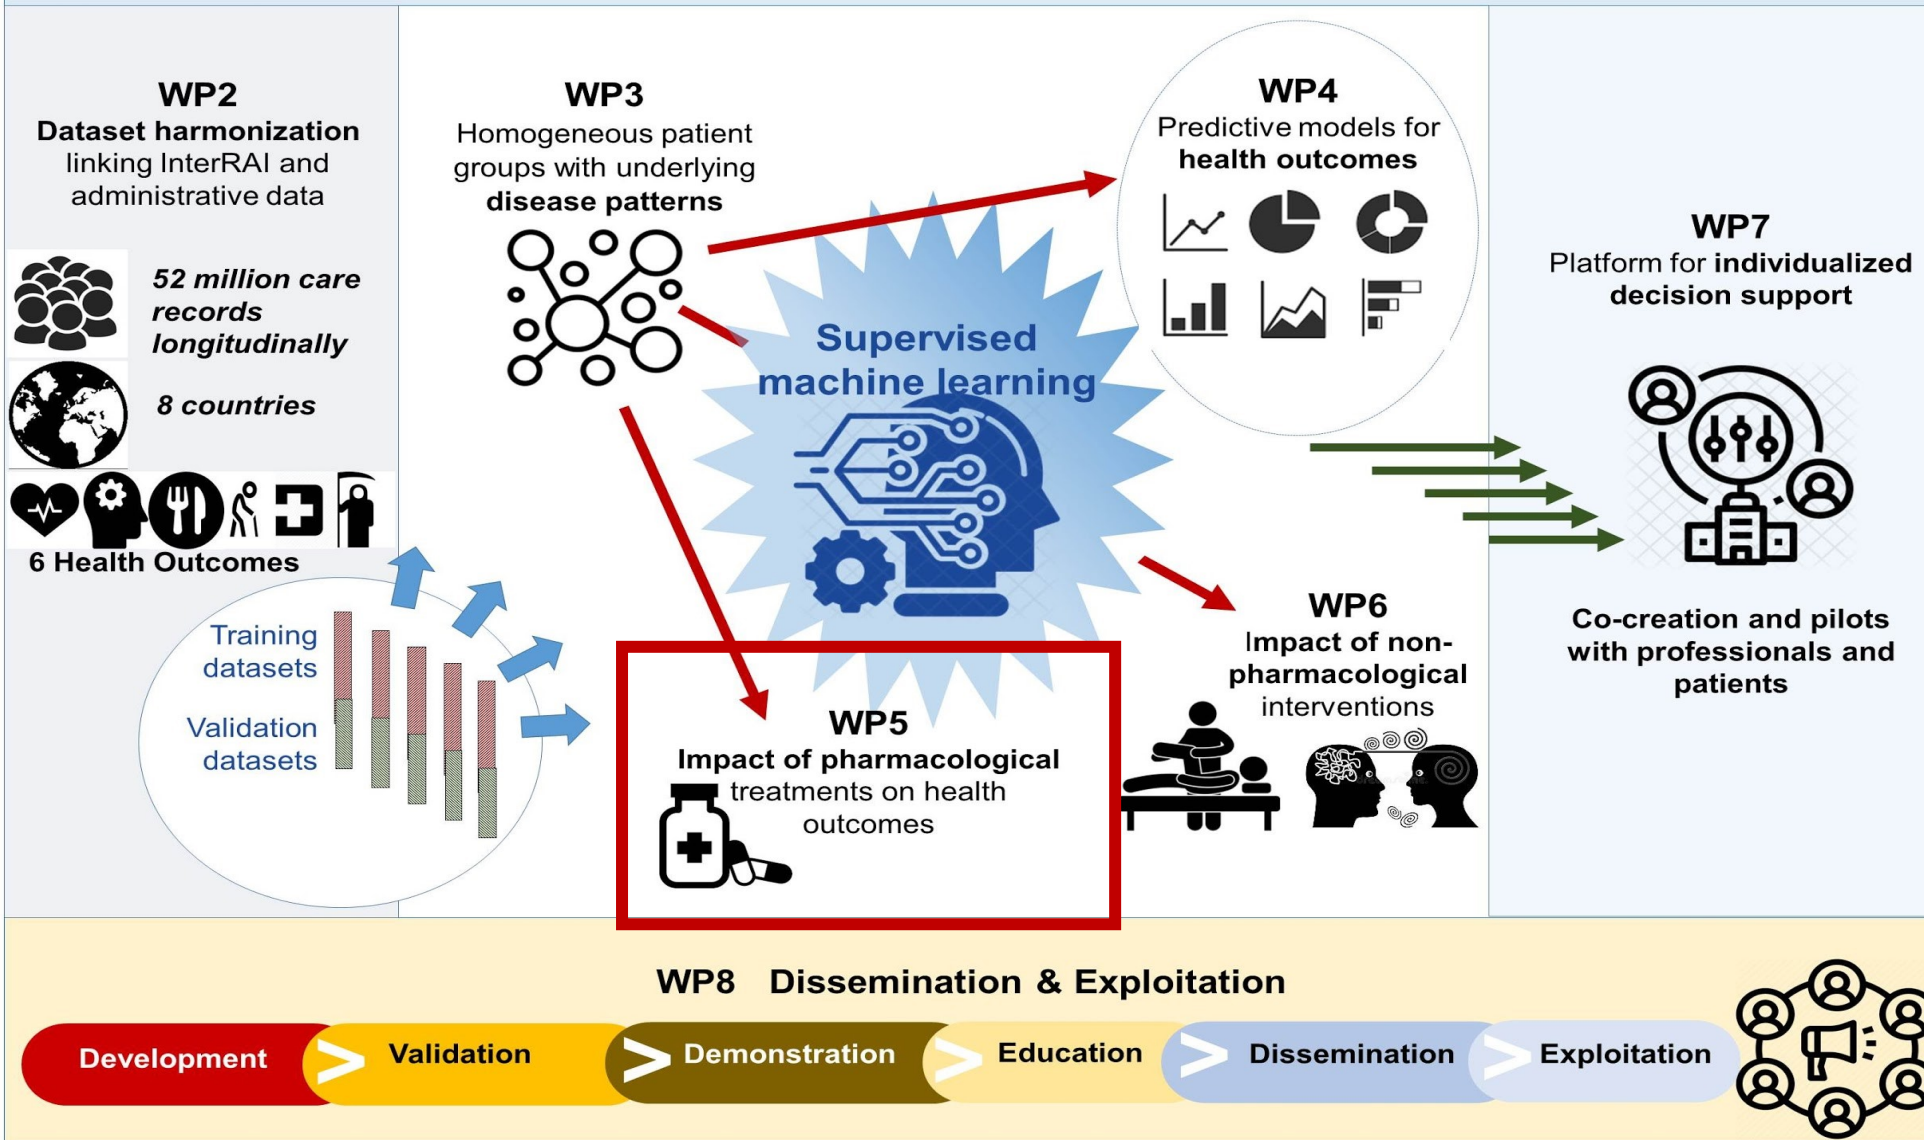 WP2
Dataset harmonization
linking InterRAI and
administrative data
52 million care
records
longitudinally
8 countries
6 Health Outcomes
Training
datasets
Validation
datasets
WP3
Homogeneous patient
groups with underlying
disease patterns
Supervised
machine learning
WP4
Predictive models for
health outcomes
WP5
Impact of pharmacological
treatments on health
outcomes
WP6
Impact of non-
pharmacological
interventions
WP7
Platform for individualized
decision support
Co-creation and pilots
with professionals and
patients
WP8 Dissemination & Exploitation
Development > Validation > Demonstration > Education > Dissemination > Exploitation